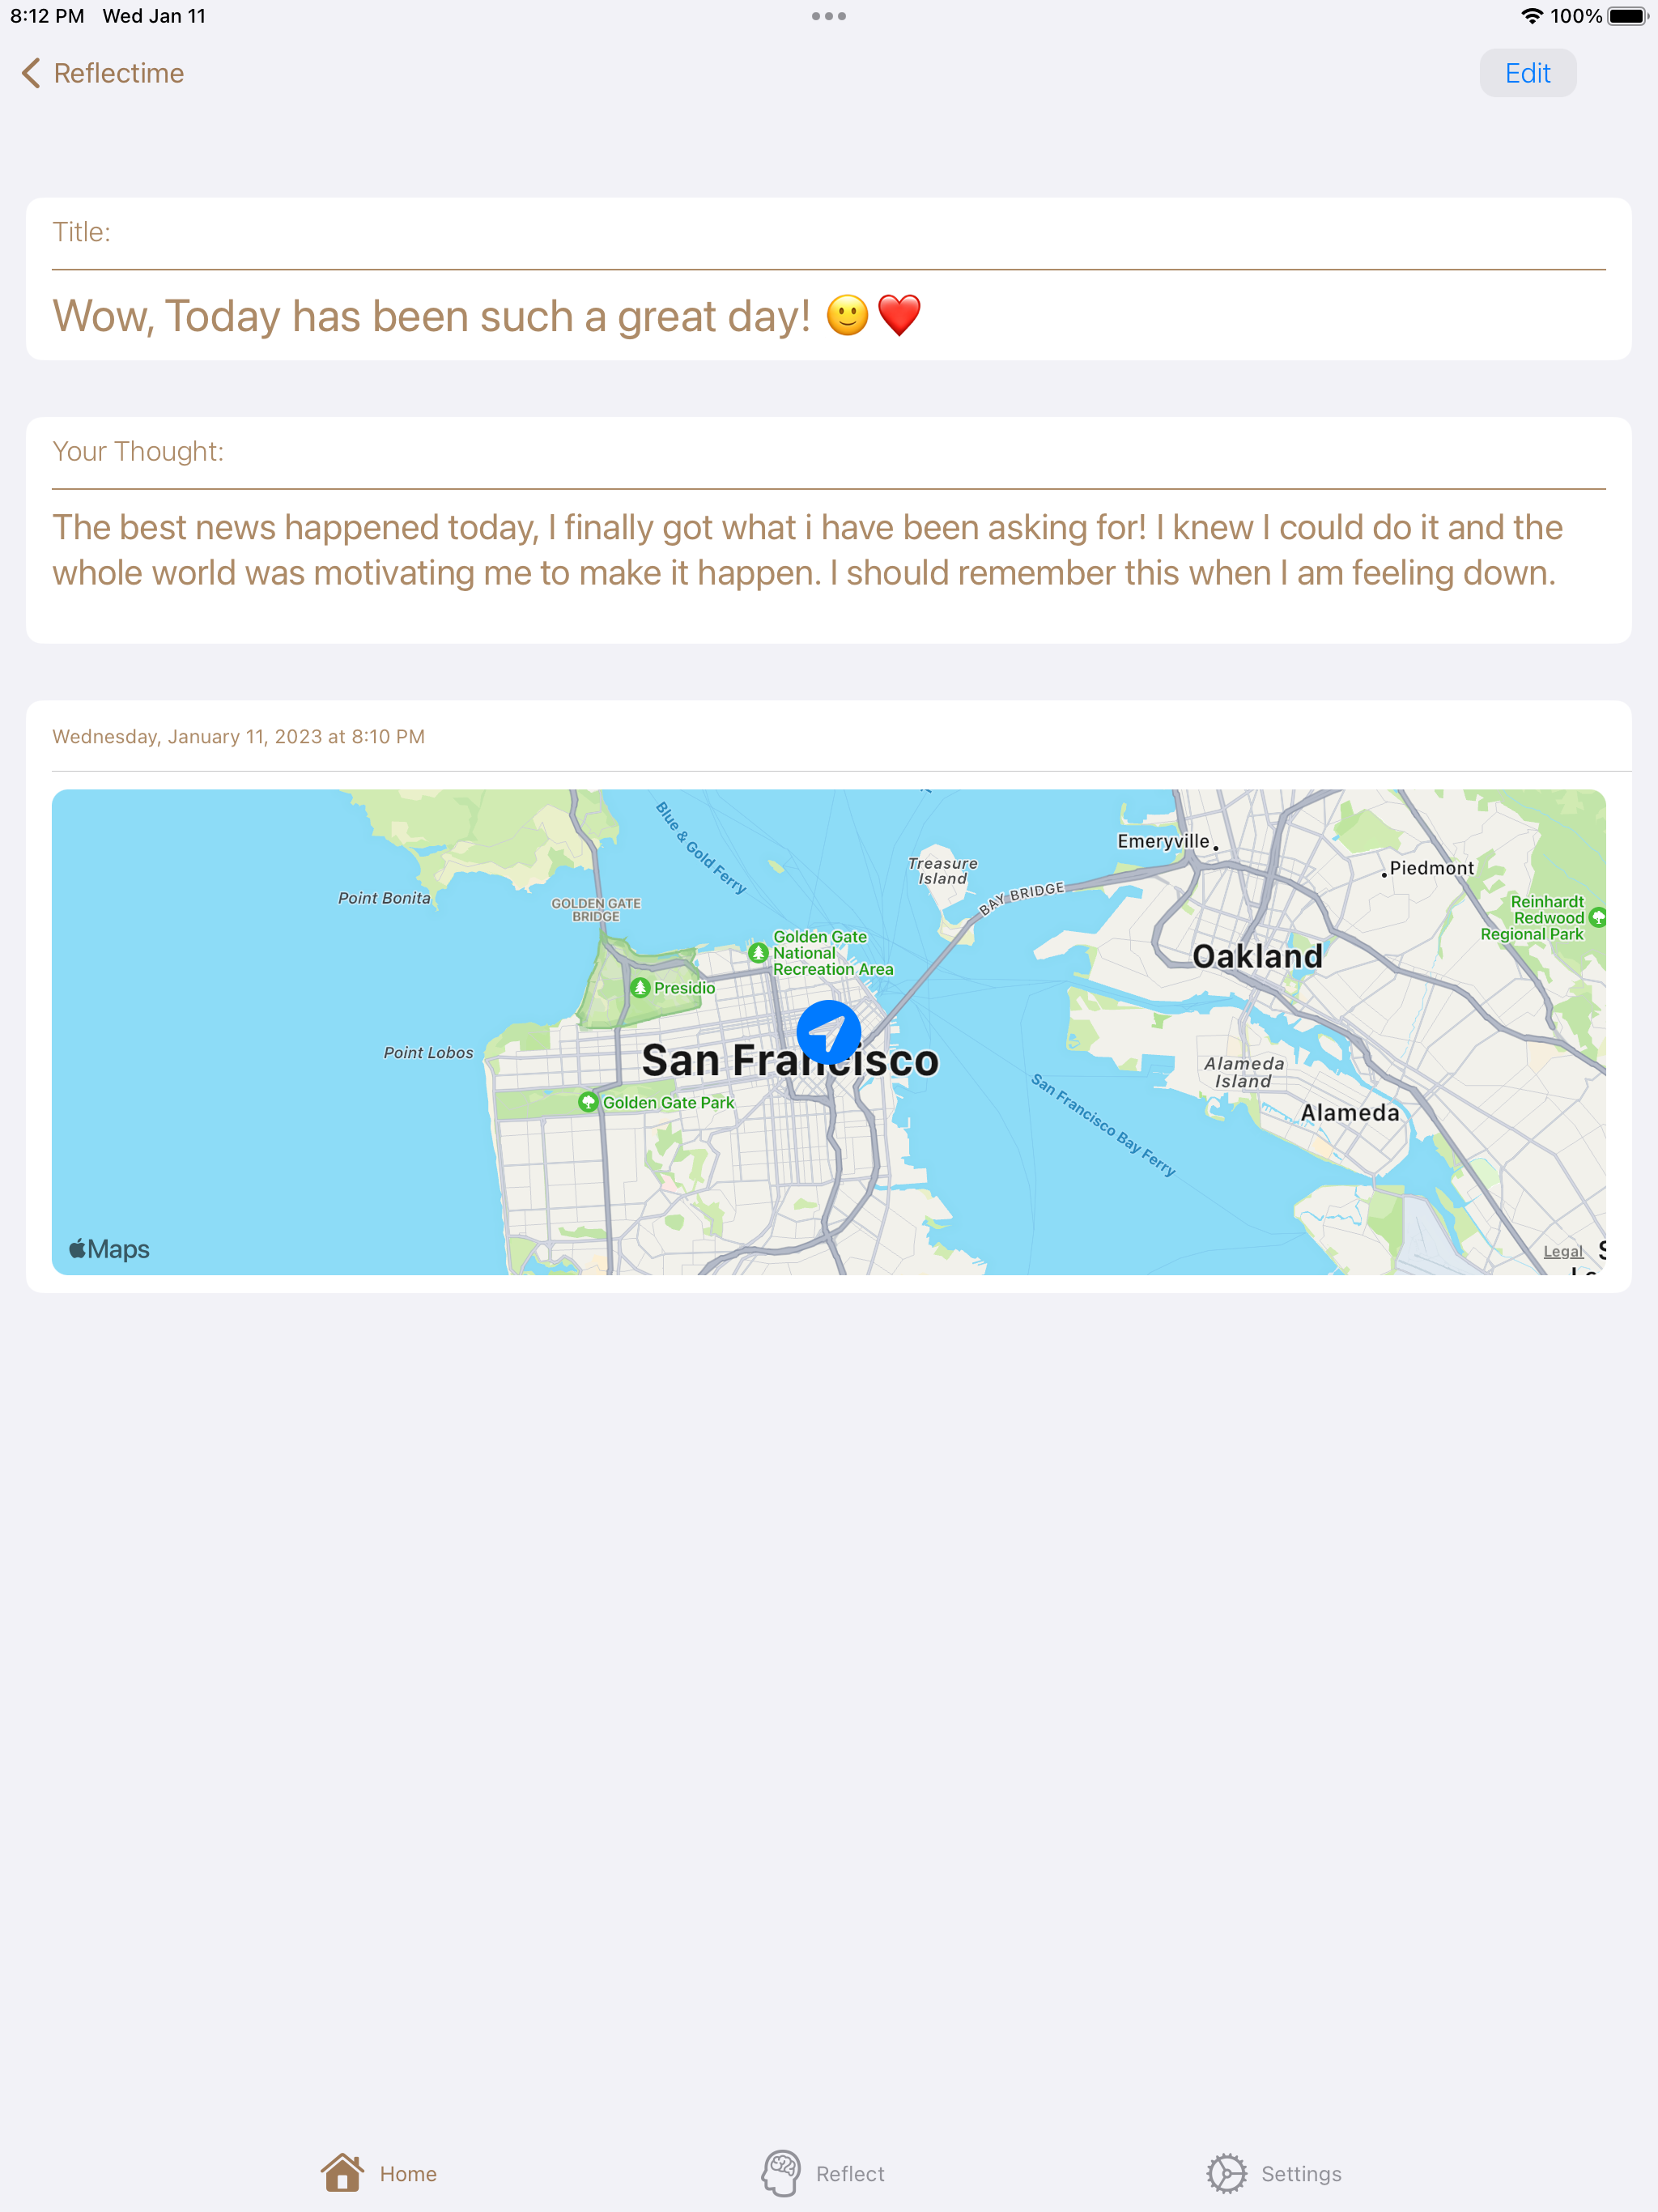 8:12 PM Wed Jan 11
100%
Reflectime
Edit
Title:
Wow, Today has been such a great day! 🙂❤️
Your Thought:
The best news happened today, I finally got what i have been asking for! I knew I could do it and the
whole world was motivating me to make it happen. I should remember this when I am feeling down.
Wednesday, January 11, 2023 at 8:10 PM
Blue & Gold Ferry
Emeryville
Treasure
Island
Piedmont
BAY BRIDGE
Point Bonita
GOLDEN GATE
BRIDGE
Reinhardt
Redwood
Regional Park
Golden Gate
National
Recreation Area
Oakland
Presidio
Point Lobos
San Francisco
Alameda
Island
Golden Gate Park
San Francisco Bay Ferry
Alameda
Maps
Legal
Home
Reflect
Settings